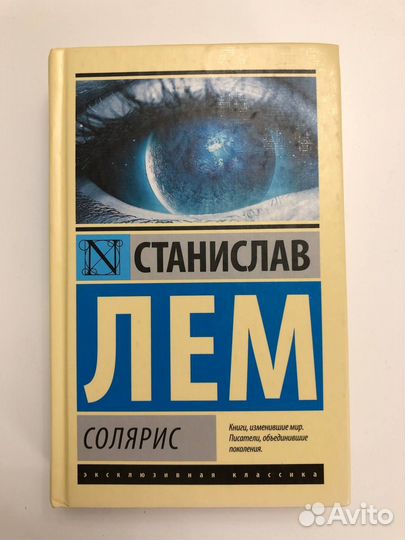 N
СТАНИСЛАВ
ЛЕМ
СОЛЯРИС
Книги, изменившие мир.
Писатели, объединившие
поколения.
эксклюзивная классика
Avito